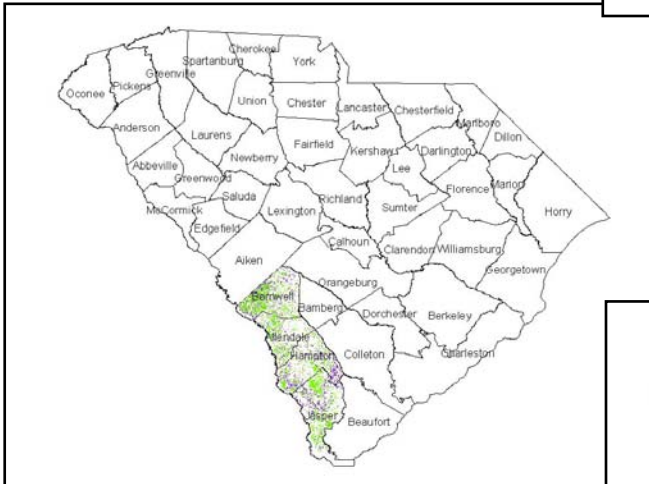 Cherokee
Spartanburg
York
Greenville
Pickens
Oconee
Union
Chester
Lancaster
Chesterfield
Marlboro
Dillon
Anderson
Laurens
Fairfield
Kershaw
Darlington
Newberry
Lee
Abbeville
Greenwood
Florence
Marion
Saluda
Richland
McCormick
Lexington
Sumter
Horry
Edgefield
Calhoun
Clarendon
Williamsburg
Aiken
Georgetown
Orangeburg
Barnwell
Bamberg
Dorchester
Berkeley
Allendale
Hampton
Colleton
Charleston
Jasper
Beaufort